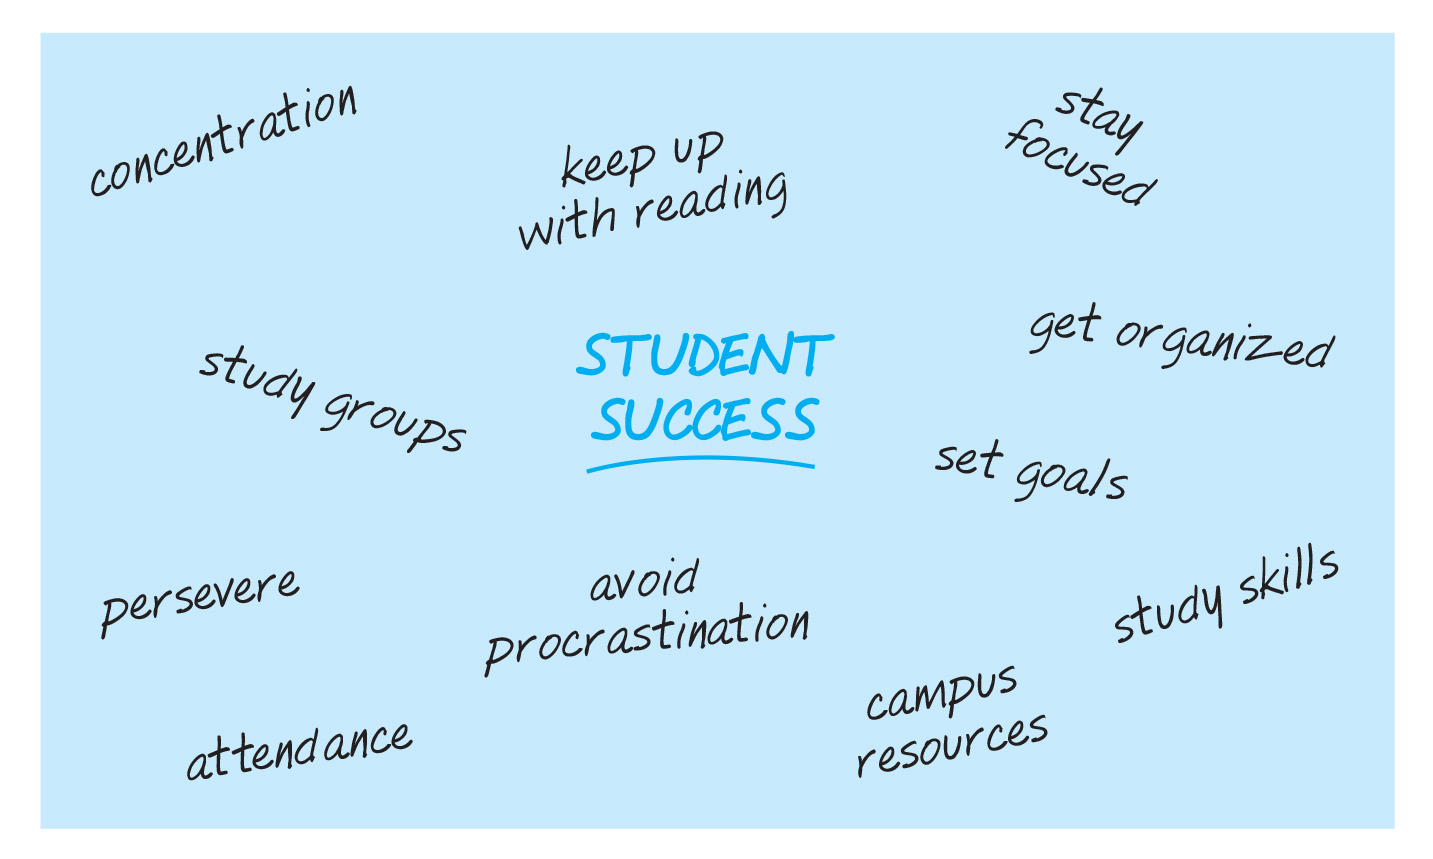 concentration
keep up
with reading
stay
focused
study groups
STUDENT
SUCCESS
get organized
set goals
persevere
avoid
procrastination
study skills
attendance
campus
resources